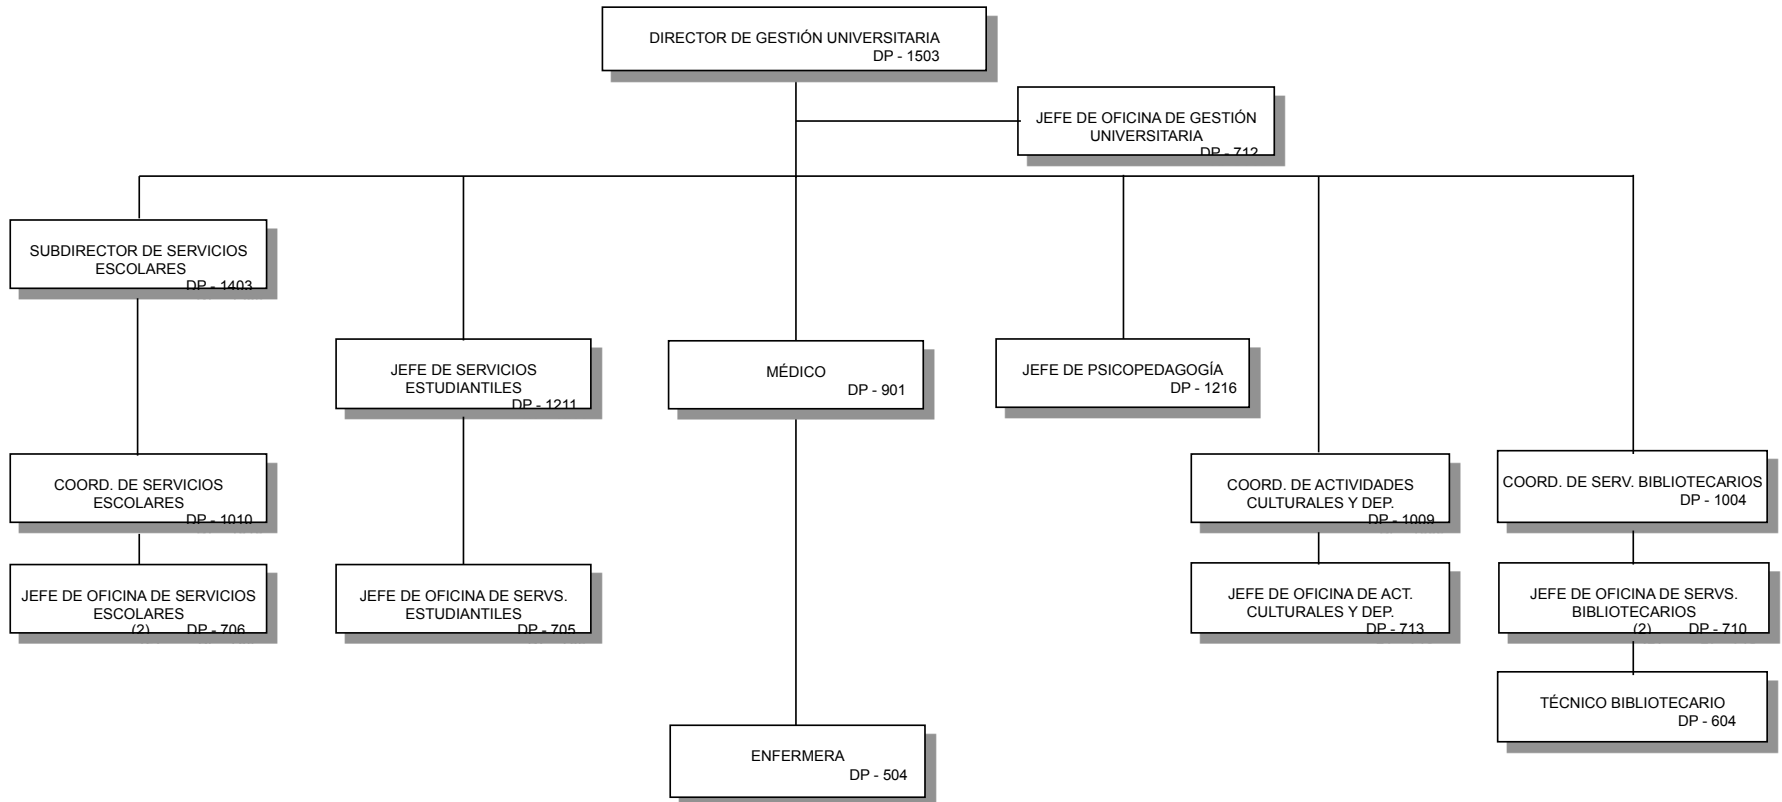 DIRECTOR DE GESTIÓN UNIVERSITARIA
DP - 1503
JEFE DE OFICINA DE GESTIÓN
UNIVERSITARIA
DP - 712
SUBDIRECTOR DE SERVICIOS
ESCOLARES
DP - 1403
JEFE DE SERVICIOS
ESTUDIANTILES
DP - 1211
MÉDICO
DP - 901
JEFE DE PSICOPEDAGOGÍA
DP - 1216
COORD. DE SERVICIOS
ESCOLARES
DP - 1010
COORD. DE ACTIVIDADES
CULTURALES Y DEP.
DP - 1009
COORD. DE SERV. BIBLIOTECARIOS
DP - 1004
JEFE DE OFICINA DE SERVICIOS
ESCOLARES
(2) DP - 706
JEFE DE OFICINA DE SERVS.
ESTUDIANTILES
DP - 705
JEFE DE OFICINA DE ACT.
CULTURALES Y DEP.
DP - 713
JEFE DE OFICINA DE SERVS.
BIBLIOTECARIOS
(2) DP - 710
TÉCNICO BIBLIOTECARIO
DP - 604
ENFERMERA
DP - 504